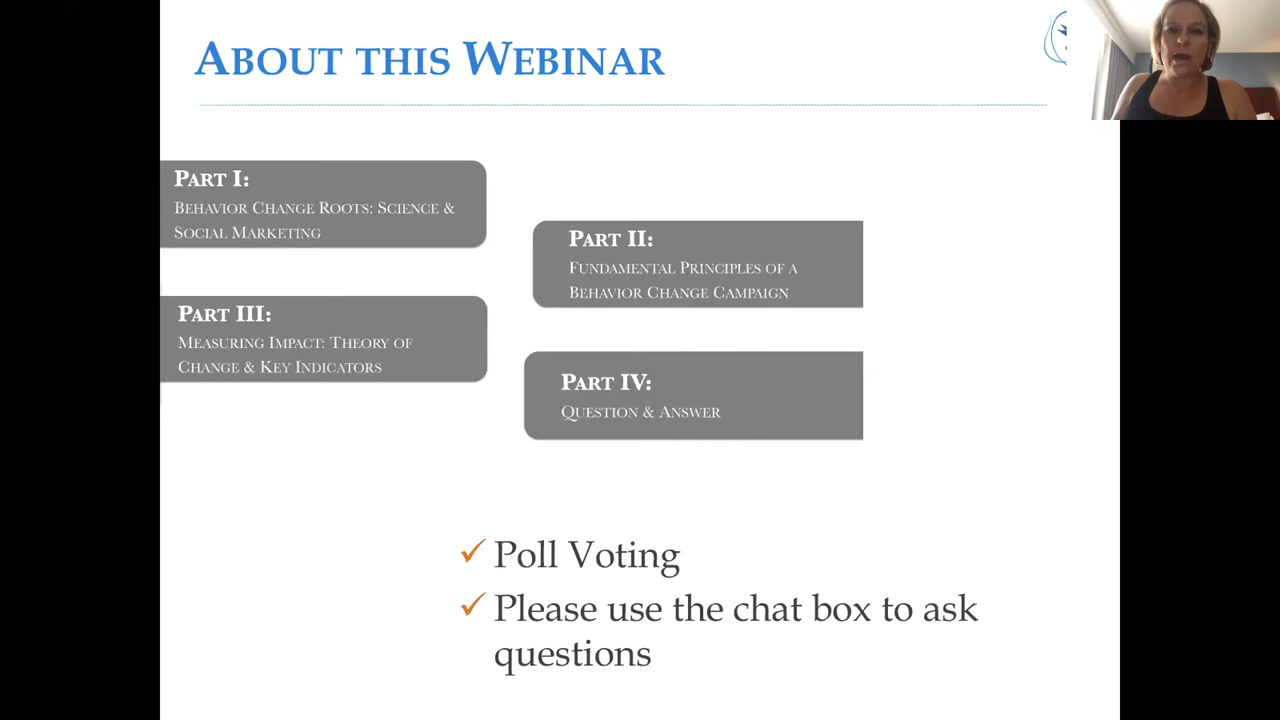 ABOUT THIS WEBINAR
PART I:
BEHAVIOR CHANGE ROOTS: SCIENCE &
SOCIAL MARKETING
PART II:
FUNDAMENTAL PRINCIPLES OF A
BEHAVIOR CHANGE CAMPAIGN
PART III:
MEASURING IMPACT: THEORY OF
CHANGE & KEY INDICATORS
PART IV:
QUESTION & ANSWER
✓ Poll Voting
✓ Please use the chat box to ask
questions